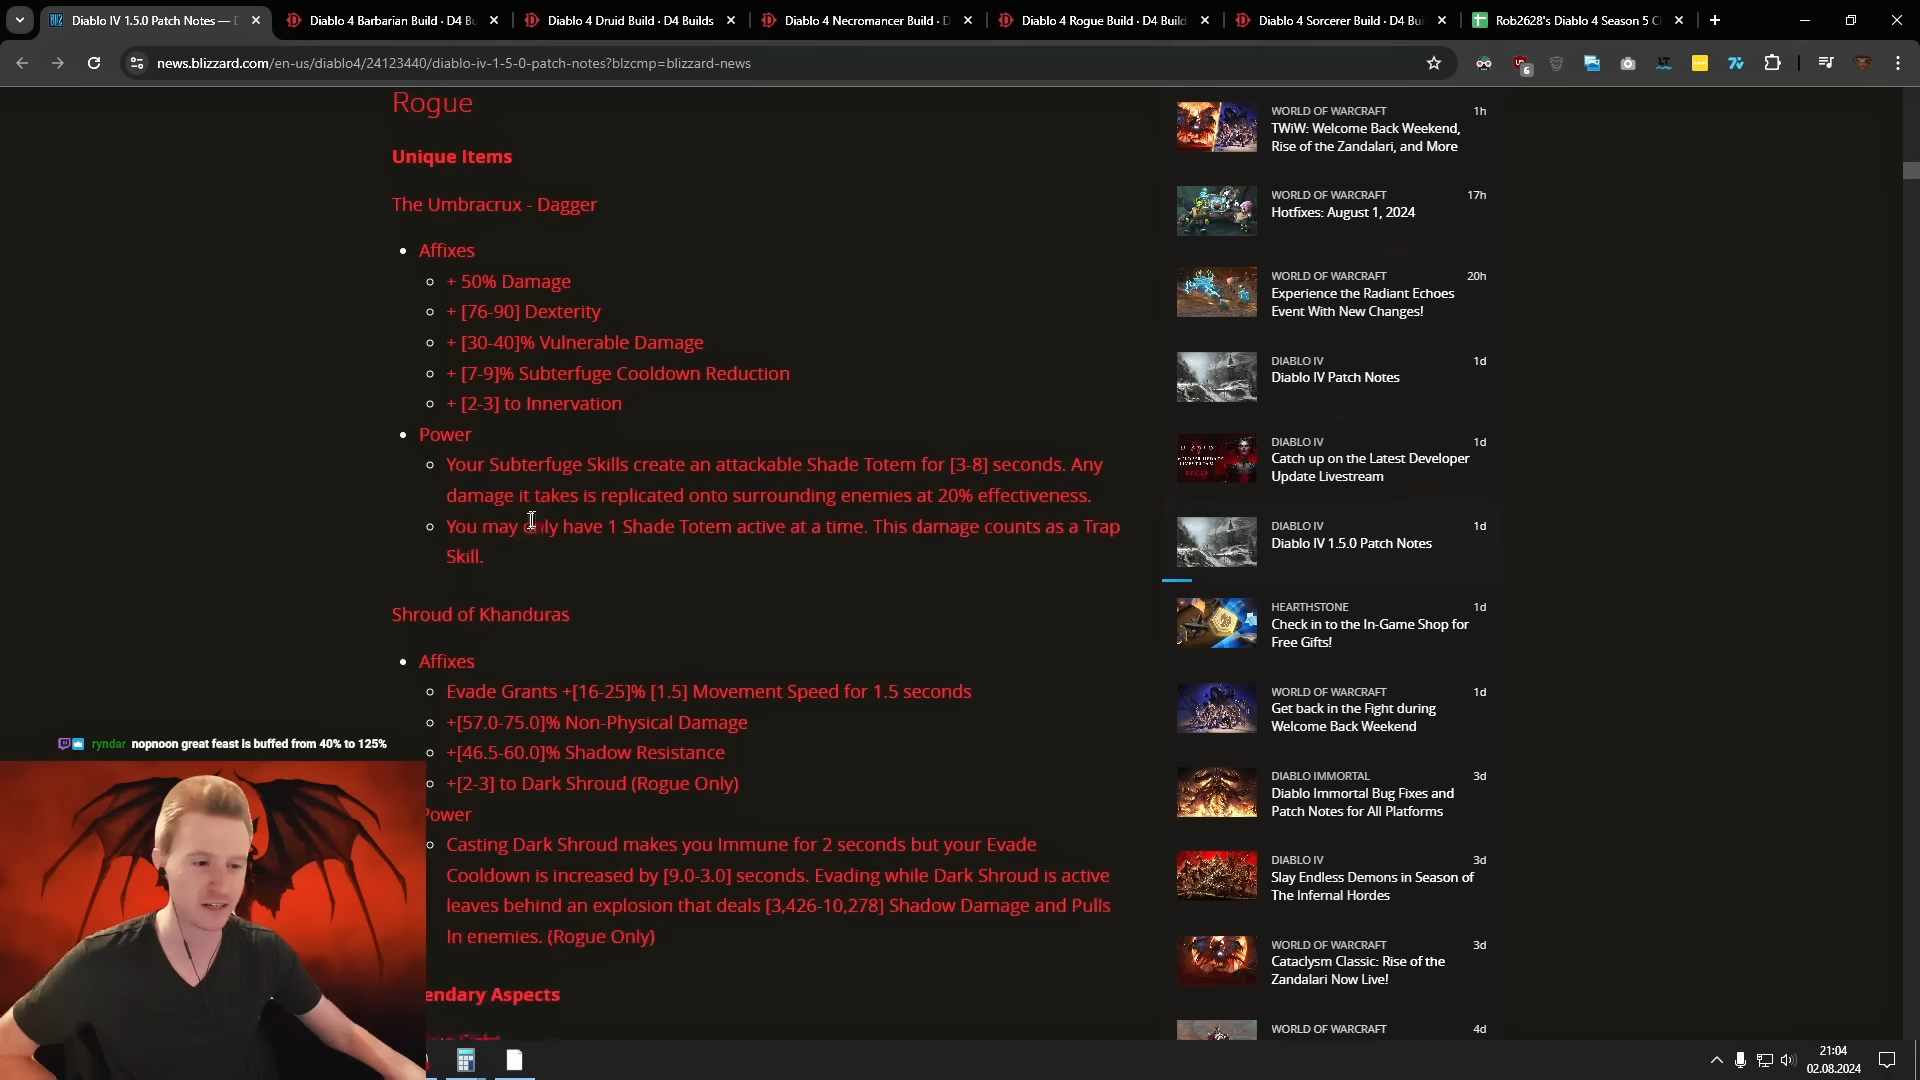 Diablo IV 1.5.0 Patch Notes —
Diablo 4 Barbarian Build · D4 Bu
Diablo 4 Druid Build · D4 Builds
Diablo 4 Necromancer Build ·
Diablo 4 Rogue Build · D4 Build
Diablo 4 Sorcerer Build · D4 Bui
Rob2628's Diablo 4 Season 5 C
news.blizzard.com/en-us/diablo4/24123440/diablo-iv-1-5-0-patch-notes?blzcmp=blizzard-news
6
Rogue
Unique Items
The Umbracrux - Dagger
Affixes
+ 50% Damage
+ [76-90] Dexterity
+ [30-40]% Vulnerable Damage
+ [7-9]% Subterfuge Cooldown Reduction
+ [2-3] to Innervation
Power
Your Subterfuge Skills create an attackable Shade Totem for [3-8] seconds. Any
damage it takes is replicated onto surrounding enemies at 20% effectiveness.
You may only have 1 Shade Totem active at a time. This damage counts as a Trap
Skill.
Shroud of Khanduras
Affixes
Evade Grants +[16-25]% [1.5] Movement Speed for 1.5 seconds
+[57.0-75.0]% Non-Physical Damage
+[46.5-60.0]% Shadow Resistance
+[2-3] to Dark Shroud (Rogue Only)
Power
Casting Dark Shroud makes you Immune for 2 seconds but your Evade
Cooldown is increased by [9.0-3.0] seconds. Evading while Dark Shroud is active
leaves behind an explosion that deals [3,426-10,278] Shadow Damage and Pulls
In enemies. (Rogue Only)
endary Aspects
ryndar nopnoon great feast is buffed from 40% to 125%
WORLD OF WARCRAFT 1h
TWiW: Welcome Back Weekend,
Rise of the Zandalari, and More
WORLD OF WARCRAFT 17h
Hotfixes: August 1, 2024
WORLD OF WARCRAFT 20h
Experience the Radiant Echoes
Event With New Changes!
DIABLO IV 1d
Diablo IV Patch Notes
DIABLO IV 1d
Catch up on the Latest Developer
Update Livestream
DIABLO IV 1d
Diablo IV 1.5.0 Patch Notes
HEARTHSTONE 1d
Check in to the In-Game Shop for
Free Gifts!
WORLD OF WARCRAFT 1d
Get back in the Fight during
Welcome Back Weekend
DIABLO IMMORTAL 3d
Diablo Immortal Bug Fixes and
Patch Notes for All Platforms
DIABLO IV 3d
Slay Endless Demons in Season of
The Infernal Hordes
WORLD OF WARCRAFT 3d
Cataclysm Classic: Rise of the
Zandalari Now Live!
WORLD OF WARCRAFT 4d
21:04
02.08.2024